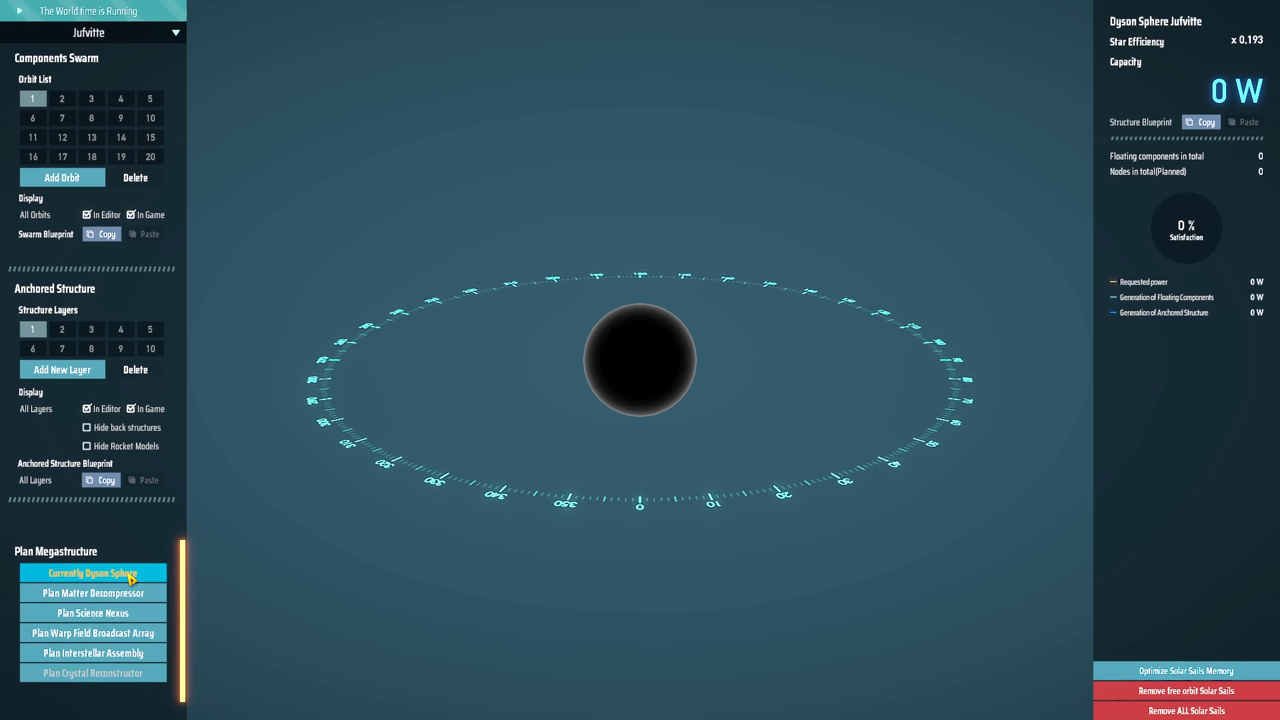 The World time is Running
Jufvitte
Components Swarm
Orbit List
1 2 3 4 5
6 7 8 9 10
11 12 13 14 15
16 17 18 19 20
Add Orbit Delete
Display
All Orbits In Editor In Game
Swarm Blueprint Copy Paste
Anchored Structure
Structure Layers
1 2 3 4 5
6 7 8 9 10
Add New Layer Delete
Display
All Layers In Editor In Game
Hide back structures
Hide Rocket Models
Anchored Structure Blueprint
All Layers Copy Paste
Plan Megastructure
Currently Dyson Sphere
Plan Matter Decompressor
Plan Science Nexus
Plan Warp Field Broadcast Array
Plan Interstellar Assembly
Plan Crystal Reconstructor
340 350 0 10 20 30
Dyson Sphere Jufvitte
Star Efficiency x 0,193
Capacity
0 W
Structure Blueprint Copy Paste
Floating components in total 0
Nodes in total(Planned) 0
0 %
Satisfaction
Requested power 0 W
Generation of Floating Components 0 W
Generation of Anchored Structure 0 W
Optimize Solar Sails Memory
Remove free orbit Solar Sails
Remove ALL Solar Sails